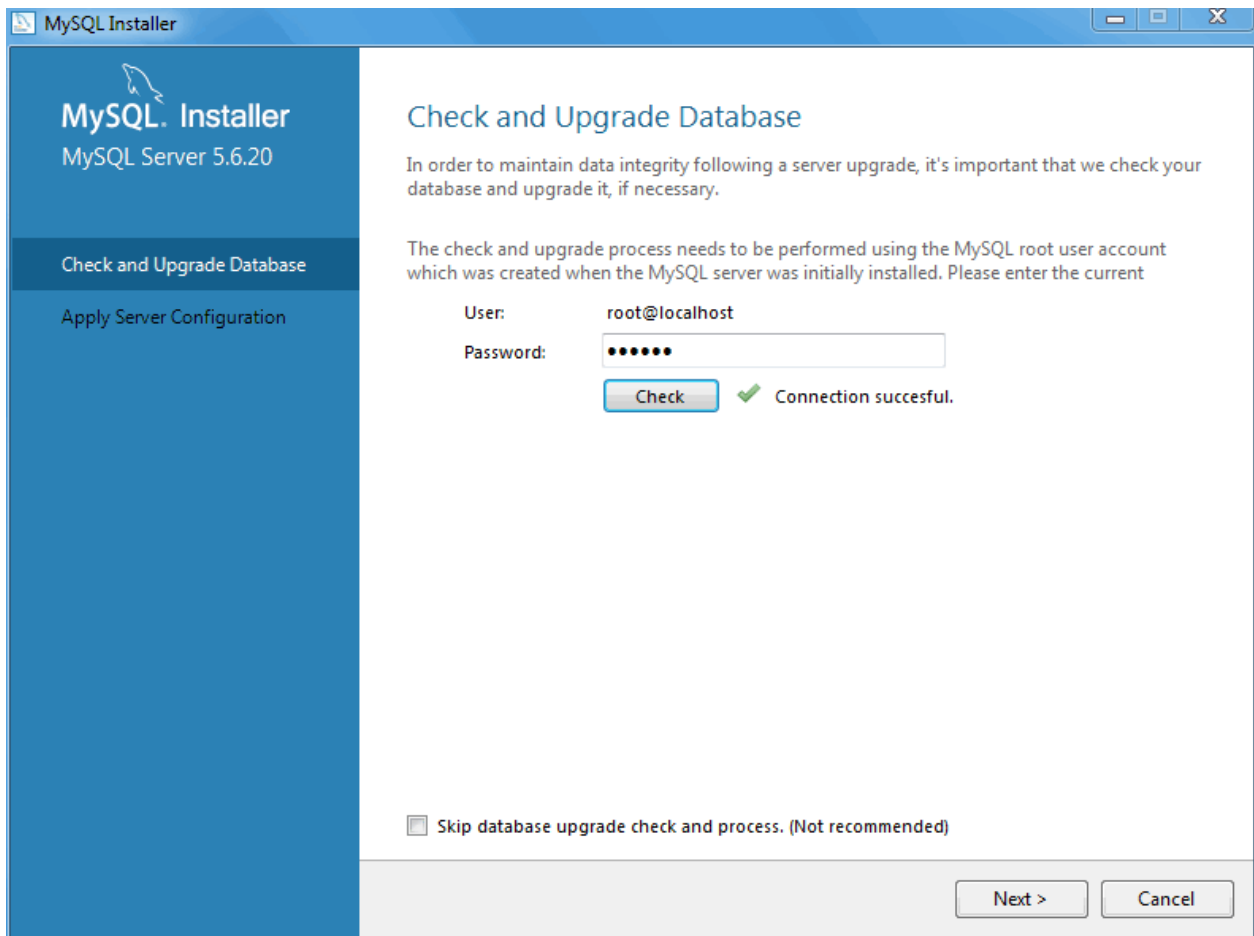 MySQL Installer
MySQL. Installer
MySQL Server 5.6.20
Check and Upgrade Database
Apply Server Configuration
Check and Upgrade Database
In order to maintain data integrity following a server upgrade, it's important that we check your
database and upgrade it, if necessary.
The check and upgrade process needs to be performed using the MySQL root user account
which was created when the MySQL server was initially installed. Please enter the current
User: root@localhost
Password: ••••••
Check Connection succesful.
Skip database upgrade check and process. (Not recommended)
Next > Cancel